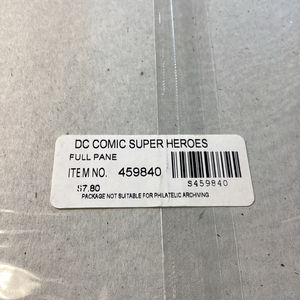 DC COMIC SUPER HEROES
FULL PANE
ITEM NO. 459840
S459840
$7.80
PACKAGE NOT SUITABLE FOR PHILATELIC ARCHIVING